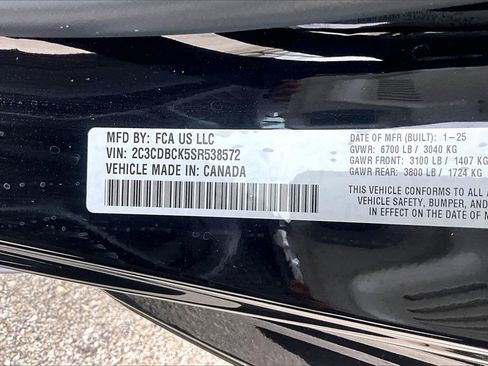 MFD BY: FCA US LLC
VIN: 2C3CDBCK5SR538572
VEHICLE MADE IN: CANADA
DATE OF MFR (BUILT): 1-25
GVWR: 6700 LB / 3040 KG
GAWR FRONT: 3100 LB / 1407 KG
GAWR REAR: 3800 LB / 1724 KG
THIS VEHICLE CONFORMS TO ALL
VEHICLE SAFETY, BUMPER, AND
IN EFFECT ON THE DATE OF